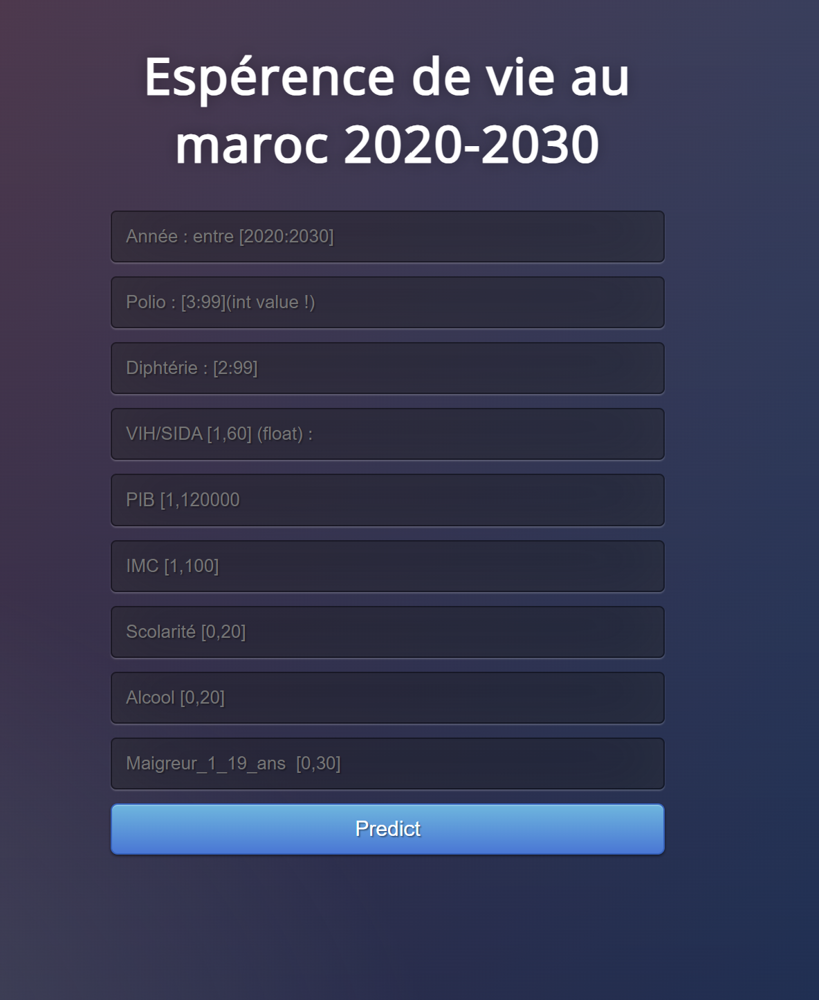 Espérence de vie au
maroc 2020-2030
Année : entre [2020:2030]
Polio : [3:99](int value !)
Diphtérie : [2:99]
VIH/SIDA [1,60] (float) :
PIB [1,120000
IMC [1,100]
Scolarité [0,20]
Alcool [0,20]
Maigreur_1_19_ans  [0,30]
Predict